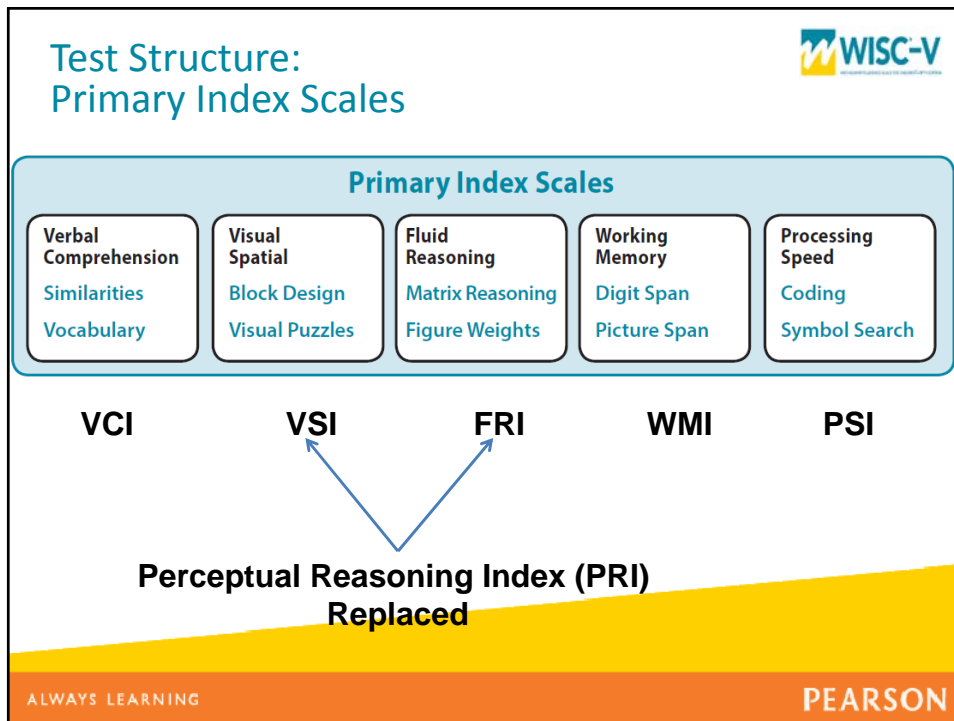 Test Structure:
Primary Index Scales
WISC-V
Primary Index Scales
Verbal
Comprehension
Similarities
Vocabulary
Visual
Spatial
Block Design
Visual Puzzles
Fluid
Reasoning
Matrix Reasoning
Figure Weights
Working
Memory
Digit Span
Picture Span
Processing
Speed
Coding
Symbol Search
VCI
VSI
FRI
WMI
PSI
Perceptual Reasoning Index (PRI)
Replaced
ALWAYS LEARNING
PEARSON